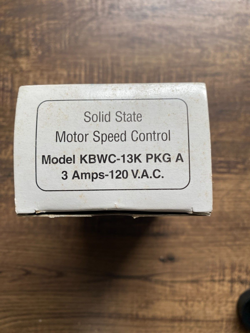 Solid State
Motor Speed Control
Model KBWC-13K PKG A
3 Amps-120 V.A.C.